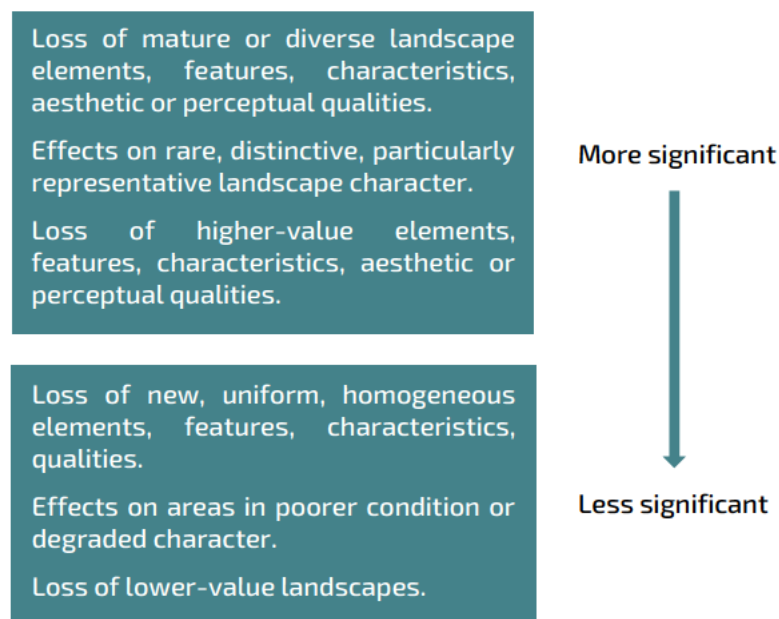 Loss of mature or diverse landscape
elements, features, characteristics,
aesthetic or perceptual qualities.
Effects on rare, distinctive, particularly
representative landscape character.
Loss of higher-value elements,
features, characteristics, aesthetic or
perceptual qualities.
More significant
Loss of new, uniform, homogeneous
elements, features, characteristics,
qualities.
Effects on areas in poorer condition or
degraded character.
Loss of lower-value landscapes.
Less significant